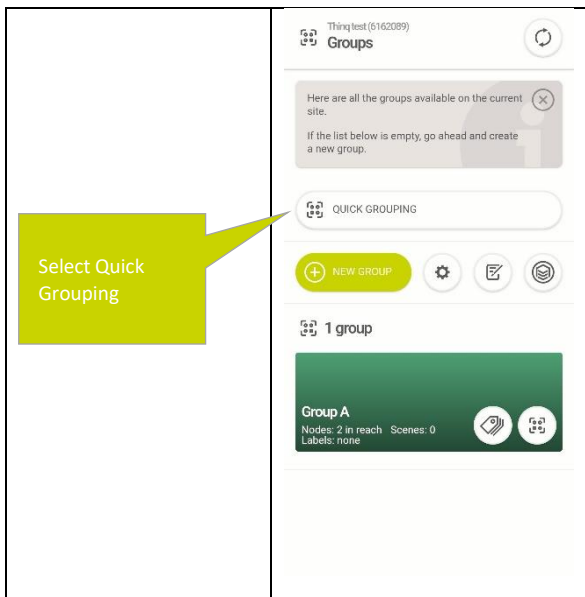 Thinq test (6162089)
Groups
Here are all the groups available on the current
site.
If the list below is empty, go ahead and create
a new group.
QUICK GROUPING
Select Quick
Grouping
NEW GROUP
1 group
Group A
Nodes: 2 in reach Scenes: 0
Labels: none